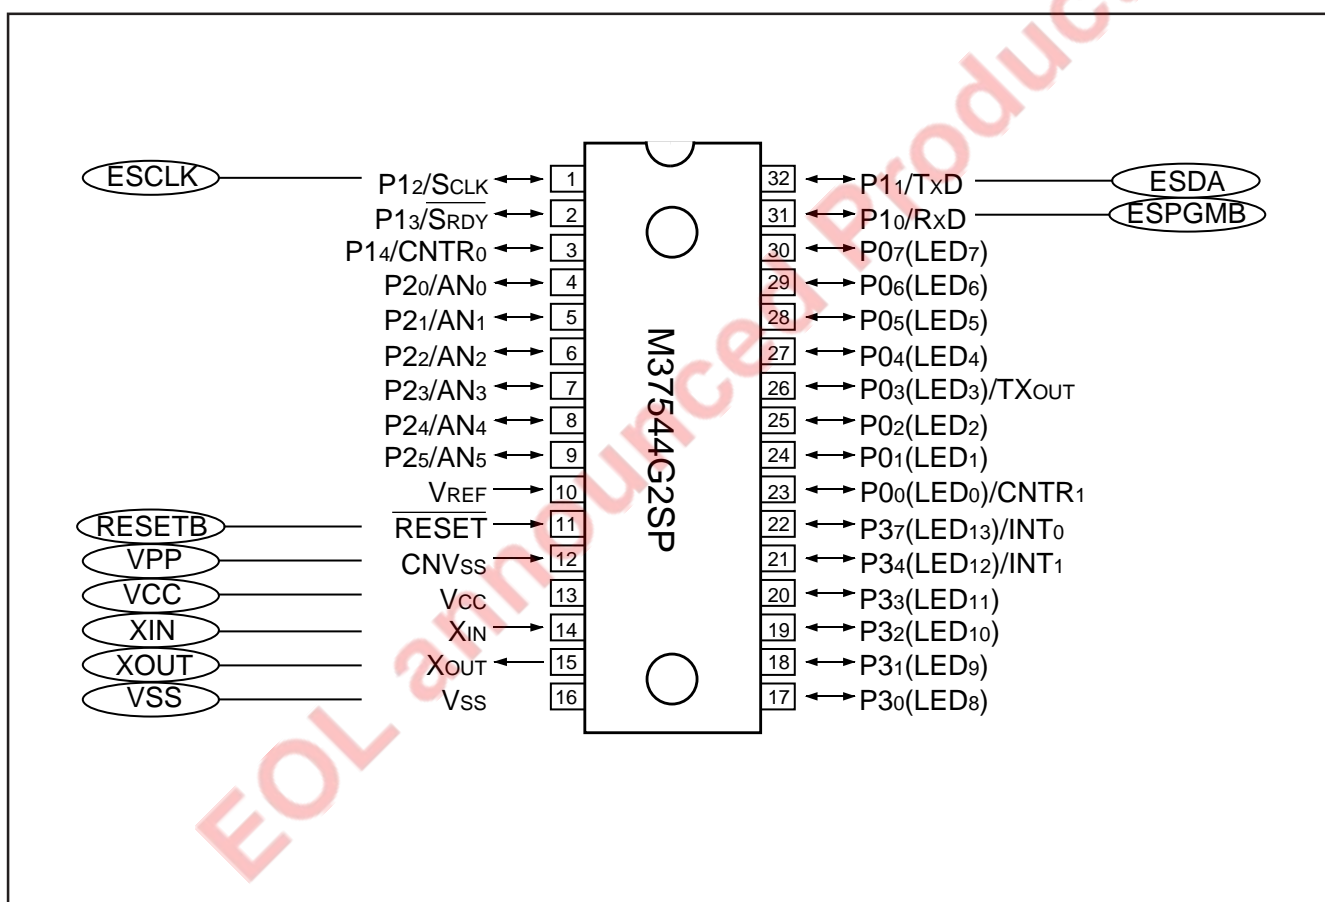 ESCLK P1₂/SCLK 1 32 P1₁/TxD ESDA
P1₃/S̅R̅D̅Y̅ 2 31 P1₀/RxD ESPGMB
P1₄/CNTR₀ 3 30 P0₇(LED₇)
P2₀/AN₀ 4 29 P0₆(LED₆)
P2₁/AN₁ 5 28 P0₅(LED₅)
P2₂/AN₂ 6 27 P0₄(LED₄)
P2₃/AN₃ 7 26 P0₃(LED₃)/TXOUT
P2₄/AN₄ 8 25 P0₂(LED₂)
P2₅/AN₅ 9 24 P0₁(LED₁)
VREF 10 23 P0₀(LED₀)/CNTR₁
RESETB R̅E̅S̅E̅T̅ 11 22 P3₇(LED₁₃)/INT₀
VPP CNVSS 12 21 P3₄(LED₁₂)/INT₁
VCC VCC 13 20 P3₃(LED₁₁)
XIN XIN 14 19 P3₂(LED₁₀)
XOUT XOUT 15 18 P3₁(LED₉)
VSS VSS 16 17 P3₀(LED₈)
M37544G2SP
EOL announced Produc